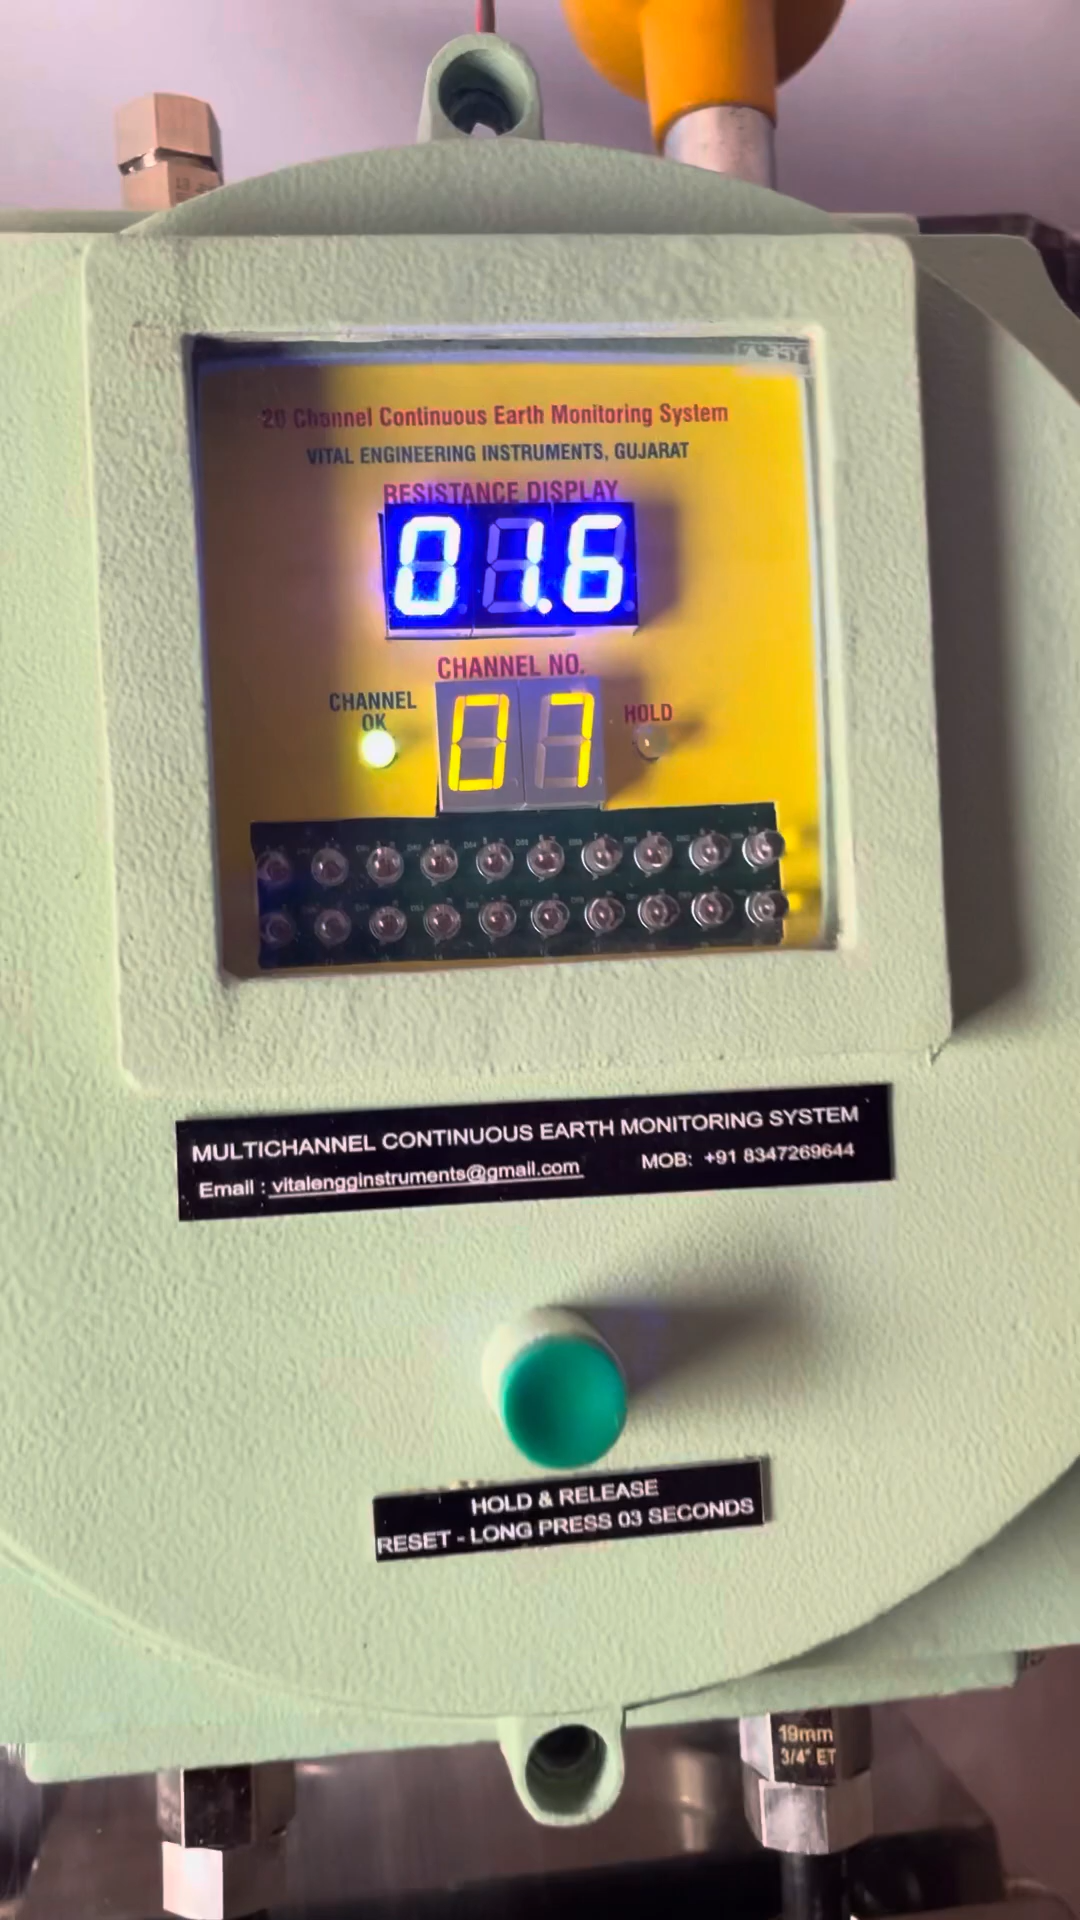 20 Channel Continuous Earth Monitoring System
VITAL ENGINEERING INSTRUMENTS, GUJARAT
RESISTANCE DISPLAY
01.6
CHANNEL NO.
CHANNEL
OK
07
HOLD
MULTICHANNEL CONTINUOUS EARTH MONITORING SYSTEM
Email : vitalengginstruments@gmail.com MOB: +91 8347269644
HOLD & RELEASE
RESET - LONG PRESS 03 SECONDS
19mm
3/4" ET